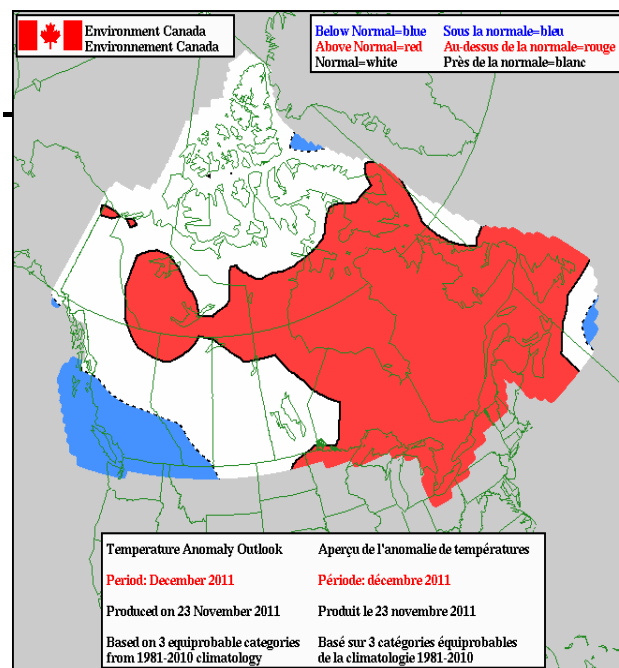 Environment Canada
Environnement Canada
Below Normal=blue Sous la normale=bleu
Above Normal=red Au-dessus de la normale=rouge
Normal=white Près de la normale=blanc
Temperature Anomaly Outlook Aperçu de l'anomalie de températures
Period: December 2011 Période: décembre 2011
Produced on 23 November 2011 Produit le 23 novembre 2011
Based on 3 equiprobable categories Basé sur 3 catégories équiprobables
from 1981-2010 climatology de la climatologie 1981-2010